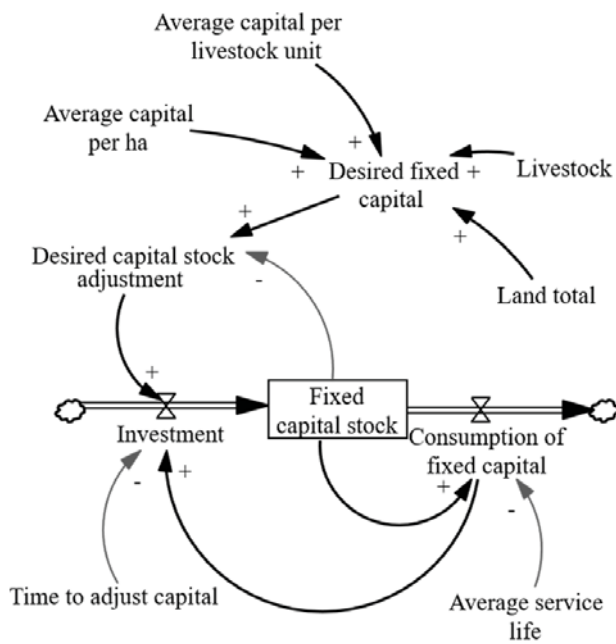 Average capital per
livestock unit
Average capital
per ha
+
+
Desired fixed +
capital
Livestock
+
+
Desired capital stock
adjustment
-
Land total
+
Fixed
capital stock
Investment
Consumption of
fixed capital
+
-
+
-
Time to adjust capital
Average service
life